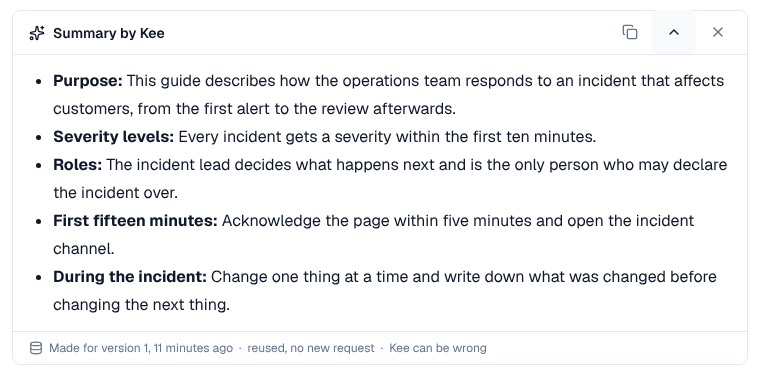 Summary by Kee
• Purpose: This guide describes how the operations team responds to an incident that affects
customers, from the first alert to the review afterwards.
• Severity levels: Every incident gets a severity within the first ten minutes.
• Roles: The incident lead decides what happens next and is the only person who may declare
the incident over.
• First fifteen minutes: Acknowledge the page within five minutes and open the incident
channel.
• During the incident: Change one thing at a time and write down what was changed before
changing the next thing.
Made for version 1, 11 minutes ago · reused, no new request · Kee can be wrong